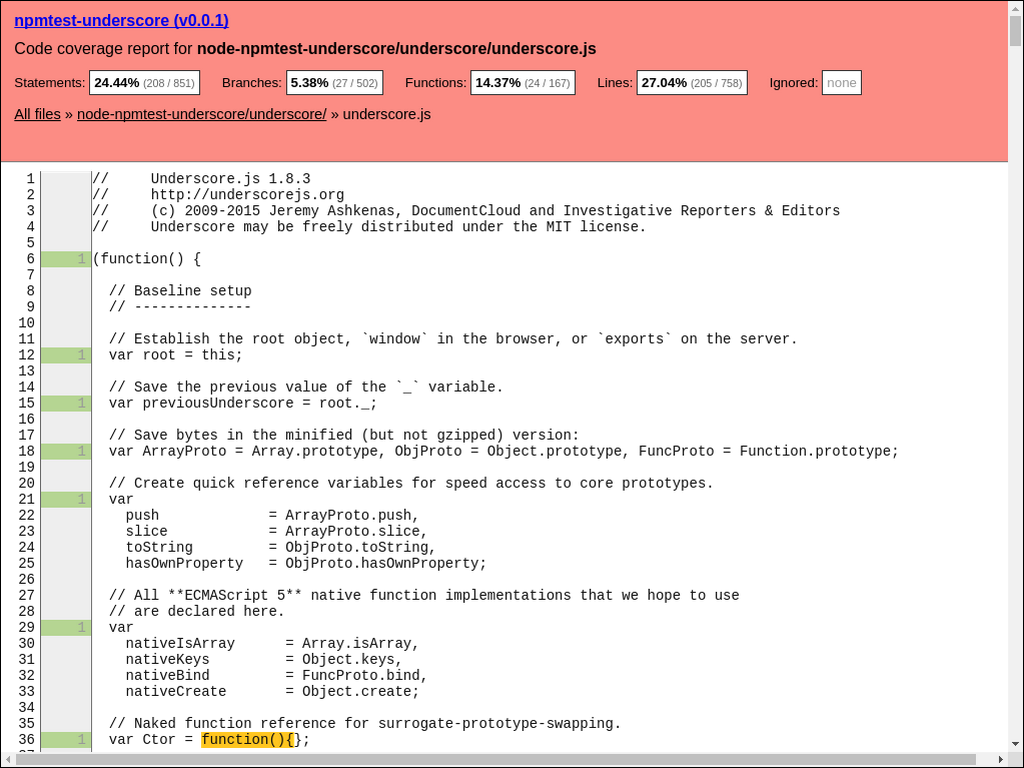 npmtest-underscore (v0.0.1)
Code coverage report for node-npmtest-underscore/underscore/underscore.js
Statements: 24.44% (208 / 851) Branches: 5.38% (27 / 502) Functions: 14.37% (24 / 167) Lines: 27.04% (205 / 758) Ignored: none
All files » node-npmtest-underscore/underscore/ » underscore.js
1 //     Underscore.js 1.8.3
2 //     http://underscorejs.org
3 //     (c) 2009-2015 Jeremy Ashkenas, DocumentCloud and Investigative Reporters & Editors
4 //     Underscore may be freely distributed under the MIT license.
5
6 1 (function() {
7
8   // Baseline setup
9   // --------------
10
11   // Establish the root object, `window` in the browser, or `exports` on the server.
12 1   var root = this;
13
14   // Save the previous value of the `_` variable.
15 1   var previousUnderscore = root._;
16
17   // Save bytes in the minified (but not gzipped) version:
18 1   var ArrayProto = Array.prototype, ObjProto = Object.prototype, FuncProto = Function.prototype;
19
20   // Create quick reference variables for speed access to core prototypes.
21 1   var
22     push             = ArrayProto.push,
23     slice            = ArrayProto.slice,
24     toString         = ObjProto.toString,
25     hasOwnProperty   = ObjProto.hasOwnProperty;
26
27   // All **ECMAScript 5** native function implementations that we hope to use
28   // are declared here.
29 1   var
30     nativeIsArray      = Array.isArray,
31     nativeKeys         = Object.keys,
32     nativeBind         = FuncProto.bind,
33     nativeCreate       = Object.create;
34
35   // Naked function reference for surrogate-prototype-swapping.
36 1   var Ctor = function(){};